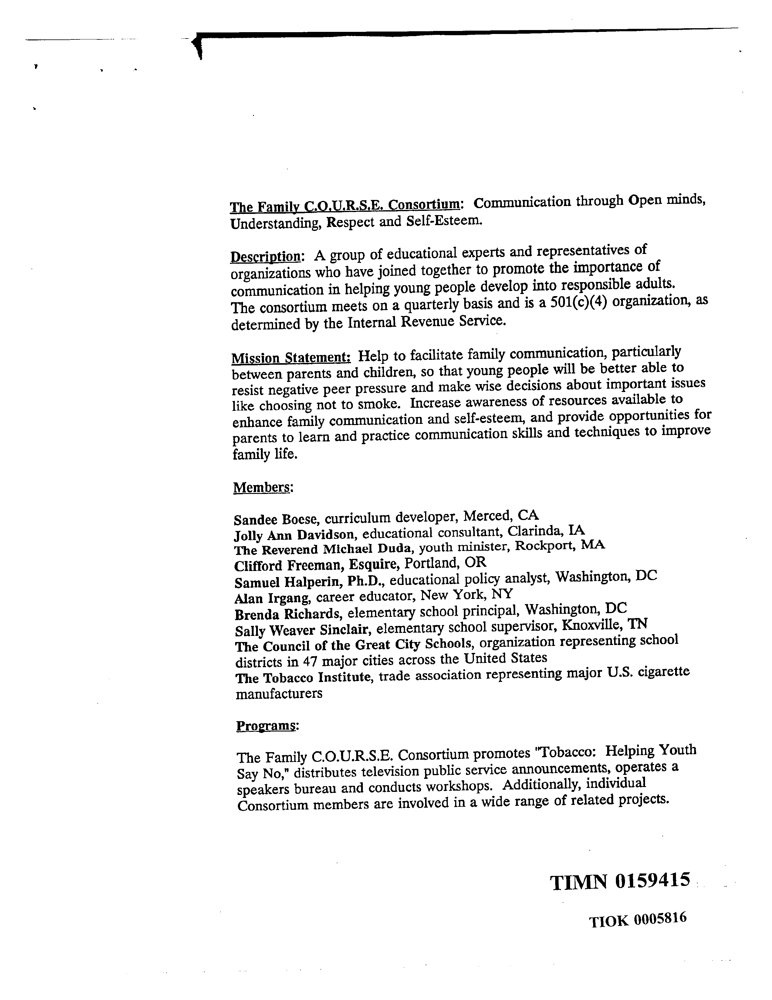 The Family C.O.U.R.S.E. Consortium: Communication through Open minds,
Understanding, Respect and Self-Esteem.
Description: A group of educational experts and representatives of
organizations who have joined together to promote the importance of
communication in helping young people develop into responsible adults.
The consortium meets on a quarterly basis and is a 501(c)(4) organization, as
determined by the Internal Revenue Service.
Mission Statement: Help to facilitate family communication, particularly
between parents and children, so that young people will be better able to
resist negative peer pressure and make wise decisions about important issues
like choosing not to smoke. Increase awareness of resources available to
enhance family communication and self-esteem, and provide opportunities for
parents to learn and practice communication skills and techniques to improve
family life.
Members:
Sandee Boese, curriculum developer, Merced, CA
Jolly Ann Davidson, educational consultant, Clarinda, IA
The Reverend Michael Duda, youth minister, Rockport, MA
Clifford Freeman, Esquire, Portland, OR
Samuel Halperin, Ph.D., educational policy analyst, Washington, DC
Alan Irgang, career educator, New York, NY
Brenda Richards, elementary school principal, Washington, DC
Sally Weaver Sinclair, elementary school supervisor, Knoxville, TN
The Council of the Great City Schools, organization representing school
districts in 47 major cities across the United States
The Tobacco Institute, trade association representing major U.S. cigarette
manufacturers
Programs:
The Family C.O.U.R.S.E. Consortium promotes "Tobacco: Helping Youth
Say No," distributes television public service announcements, operates a
speakers bureau and conducts workshops. Additionally, individual
Consortium members are involved in a wide range of related projects.
TIMN 0159415
TIOK 0005816